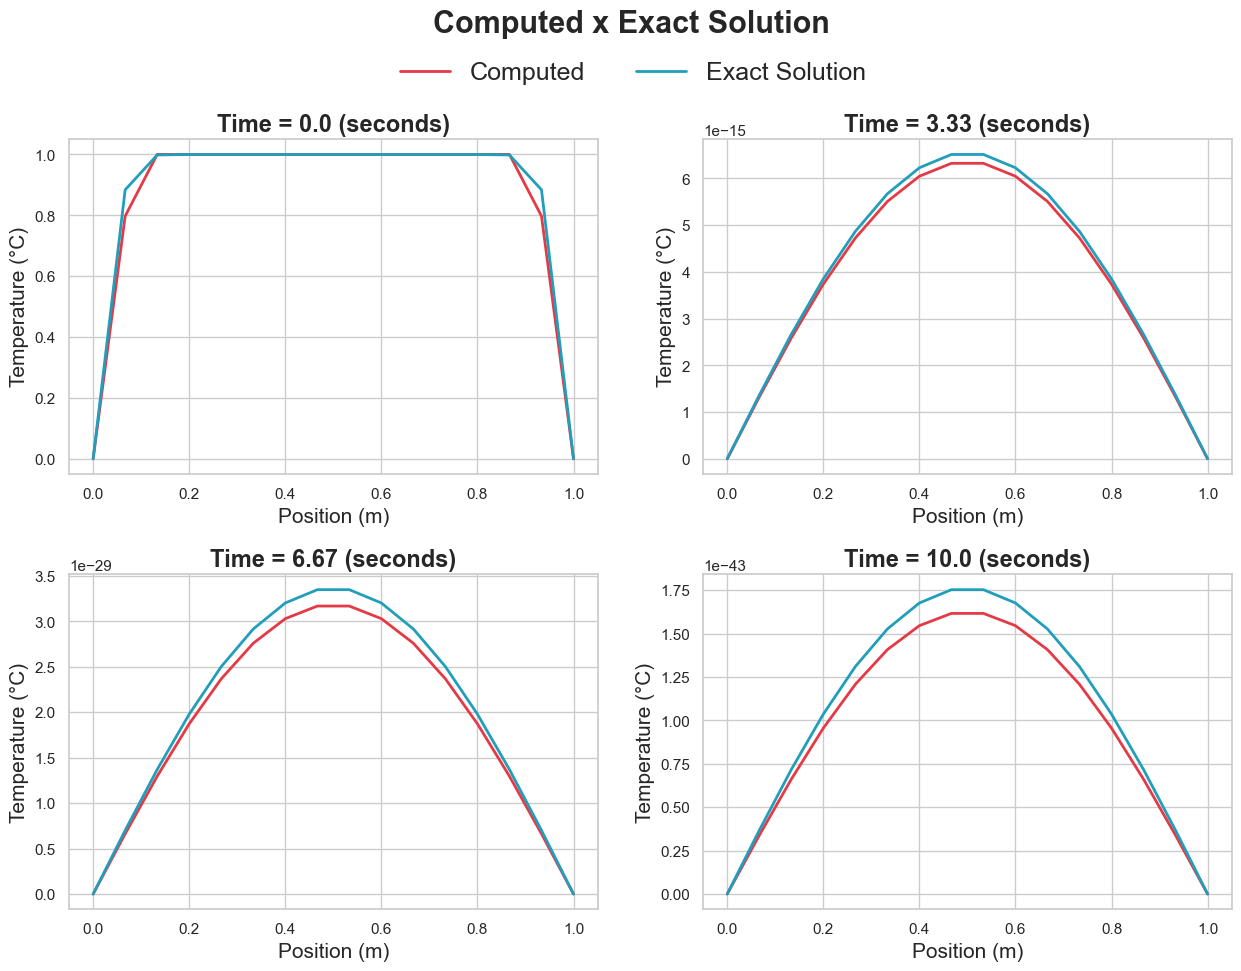 Computed x Exact Solution
Computed
Exact Solution
Time = 0.0 (seconds)
Temperature (°C)
1.0
0.8
0.6
0.4
0.2
0.0
0.0 0.2 0.4 0.6 0.8 1.0
Position (m)
Time = 3.33 (seconds)
1e−15
Temperature (°C)
6
5
4
3
2
1
0
0.0 0.2 0.4 0.6 0.8 1.0
Position (m)
Time = 6.67 (seconds)
1e−29
Temperature (°C)
3.5
3.0
2.5
2.0
1.5
1.0
0.5
0.0
0.0 0.2 0.4 0.6 0.8 1.0
Position (m)
Time = 10.0 (seconds)
1e−43
Temperature (°C)
1.75
1.50
1.25
1.00
0.75
0.50
0.25
0.00
0.0 0.2 0.4 0.6 0.8 1.0
Position (m)